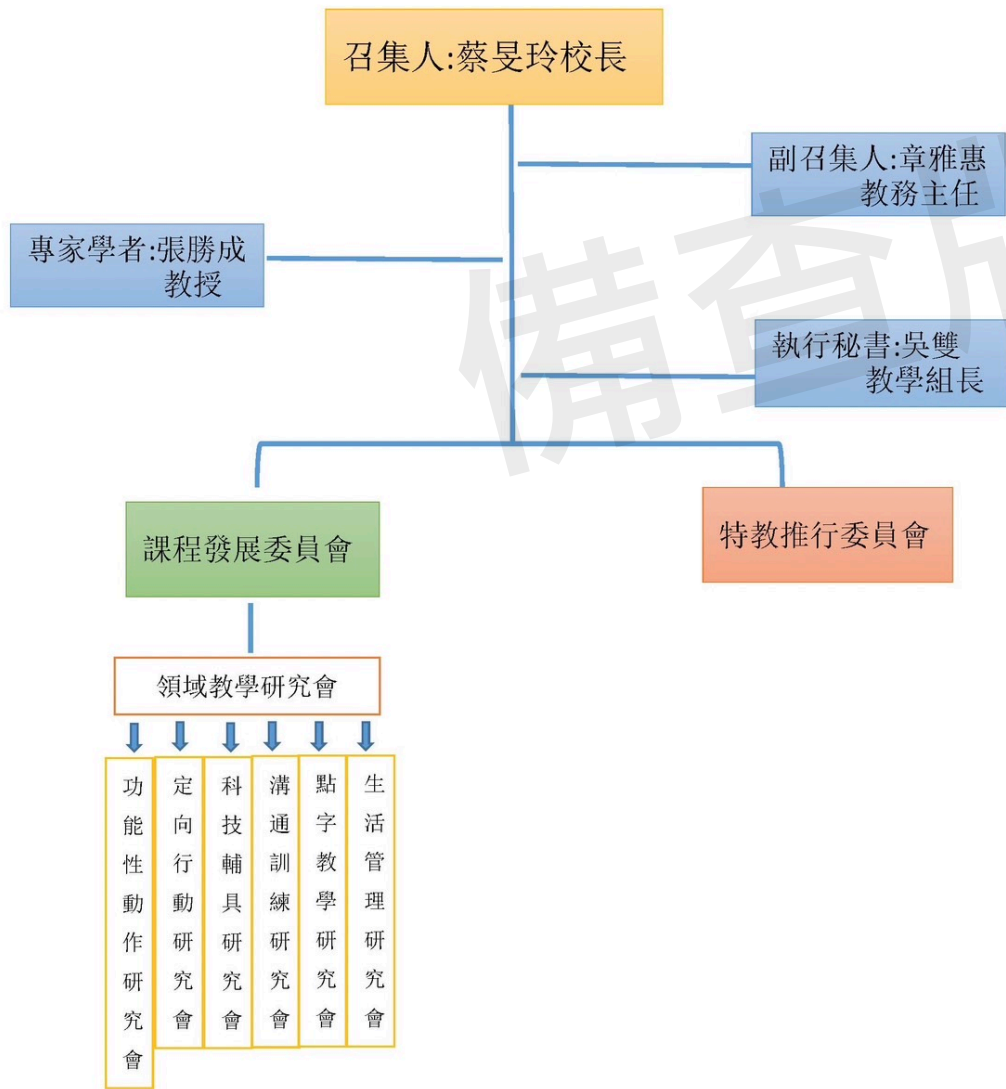 召集人:蔡旻玲校長
副召集人:章雅惠
教務主任
專家學者:張勝成
教授
執行秘書:吳雙
教學組長
備查
課程發展委員會
特教推行委員會
領域教學研究會
功能性動作研究會
定向行動研究會
科技輔具研究會
溝通訓練研究會
點字教學研究會
生活管理研究會